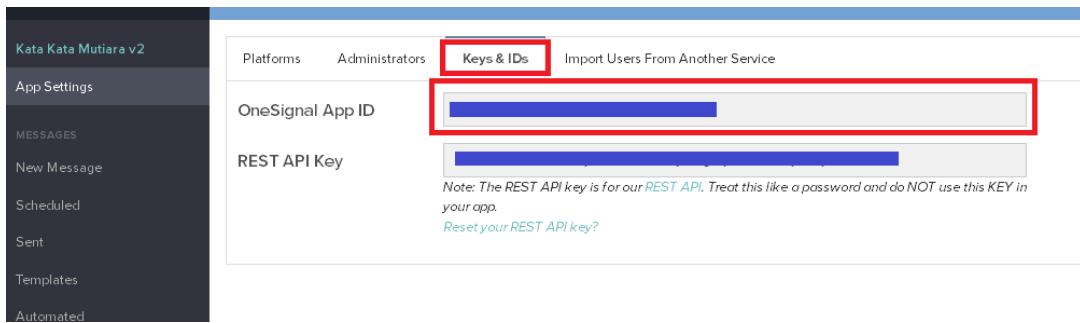 Kata Kata Mutiara v2
App Settings
MESSAGES
New Message
Scheduled
Sent
Templates
Automated
Platforms Administrators Keys & IDs Import Users From Another Service
OneSignal App ID
REST API Key
Note: The REST API key is for our REST API. Treat this like a password and do NOT use this KEY in
your app.
Reset your REST API key?